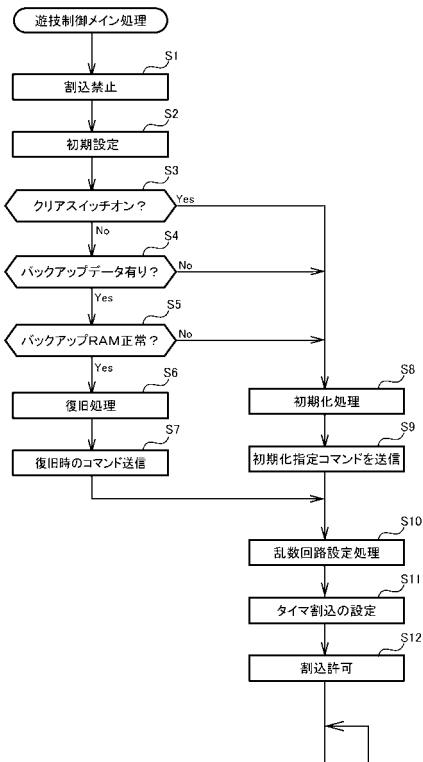 遊技制御メイン処理
S1
割込禁止
S2
初期設定
S3
クリアスイッチオン？
Yes
No
S4
バックアップデータ有り？
No
Yes
S5
バックアップRAM正常？
No
Yes
S6
復旧処理
S7
復旧時のコマンド送信
S8
初期化処理
S9
初期化指定コマンドを送信
S10
乱数回路設定処理
S11
タイマ割込の設定
S12
割込許可